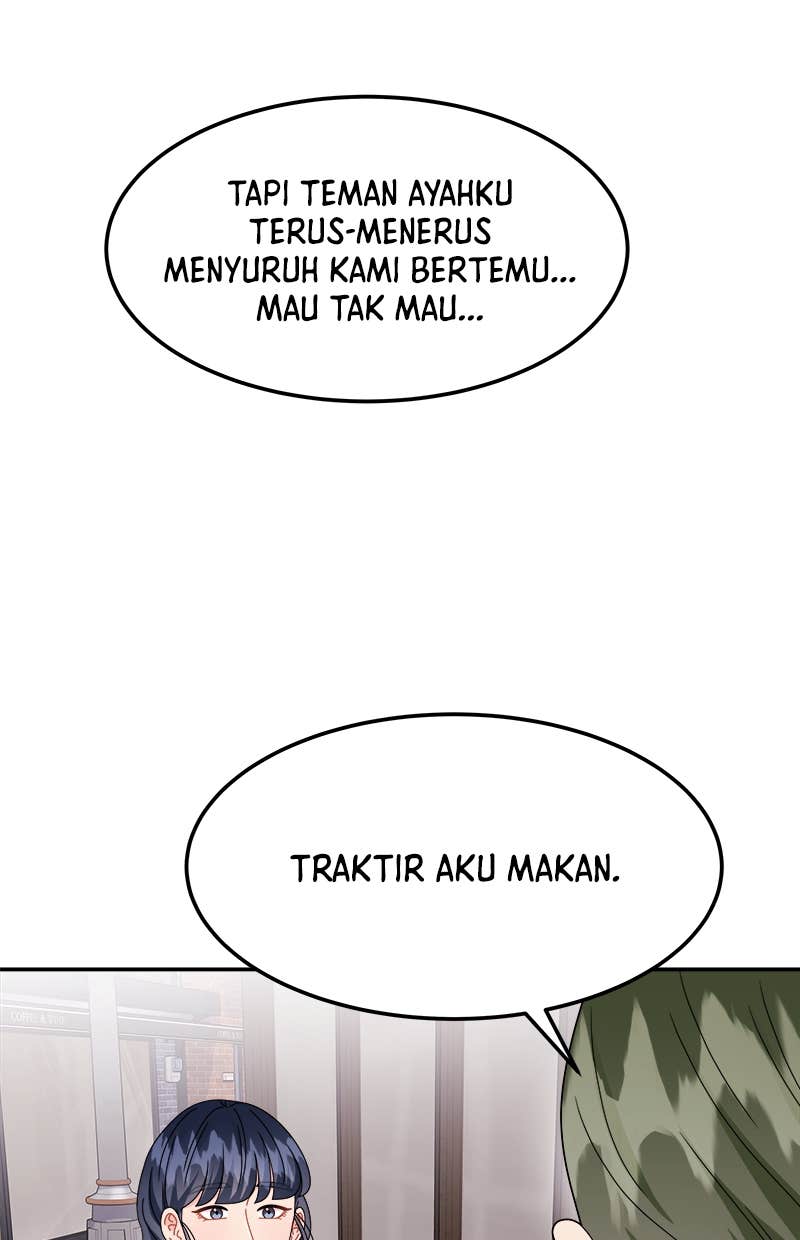 TAPI TEMAN AYAHKU
TERUS-MENERUS
MENYURUH KAMI BERTEMU...
MAU TAK MAU...
TRAKTIR AKU MAKAN.